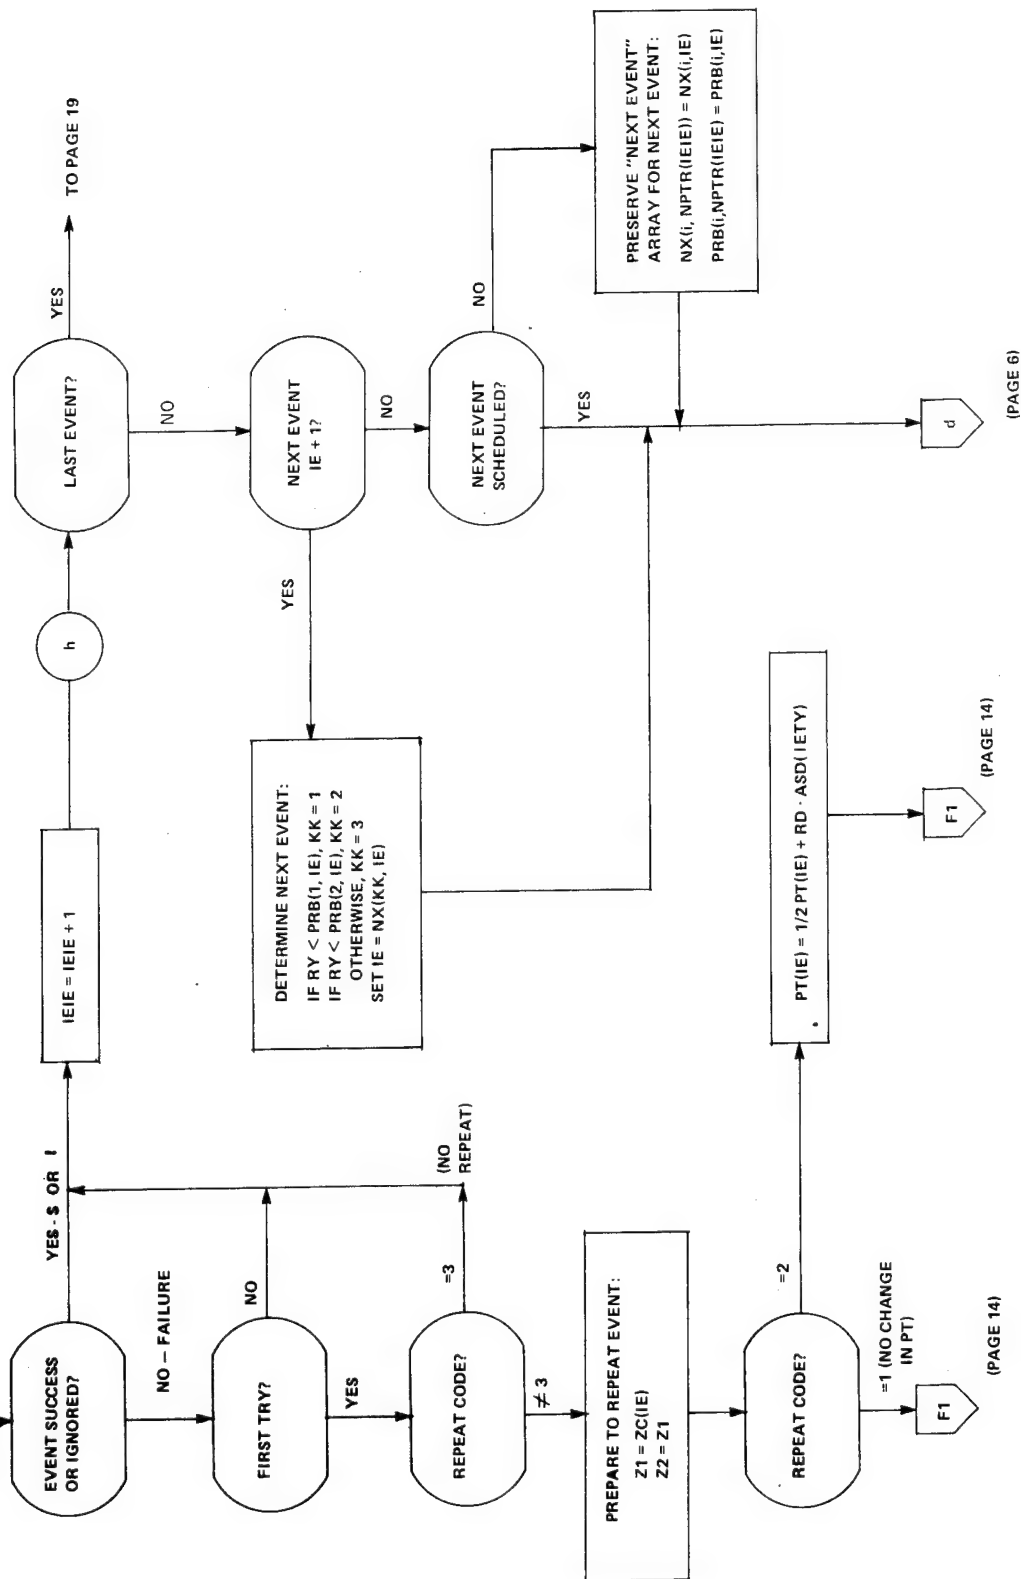 EVENT SUCCESS
OR IGNORED?
YES - S OR I
NO – FAILURE
FIRST TRY?
NO
YES
REPEAT CODE?
=3
(NO
REPEAT)
≠ 3
PREPARE TO REPEAT EVENT:
Z1 = ZC(IE)
Z2 = Z1
REPEAT CODE?
=2
=1 (NO CHANGE
IN PT)
F1
(PAGE 14)
PT(IE) = 1/2 PT(IE) + RD · ASD(IETY)
F1
(PAGE 14)
IEIE = IEIE + 1
h
LAST EVENT?
YES
TO PAGE 19
NO
NEXT EVENT
IE + 1?
YES
NO
DETERMINE NEXT EVENT:
IF RY < PRB(1, IE), KK = 1
IF RY < PRB(2, IE), KK = 2
OTHERWISE, KK = 3
SET IE = NX(KK, IE)
NEXT EVENT
SCHEDULED?
NO
YES
PRESERVE "NEXT EVENT"
ARRAY FOR NEXT EVENT:
NX(i, NPTR(IEIE)) = NX(i,IE)
PRB(i,NPTR(IEIE) = PRB(i,IE)
d
(PAGE 6)